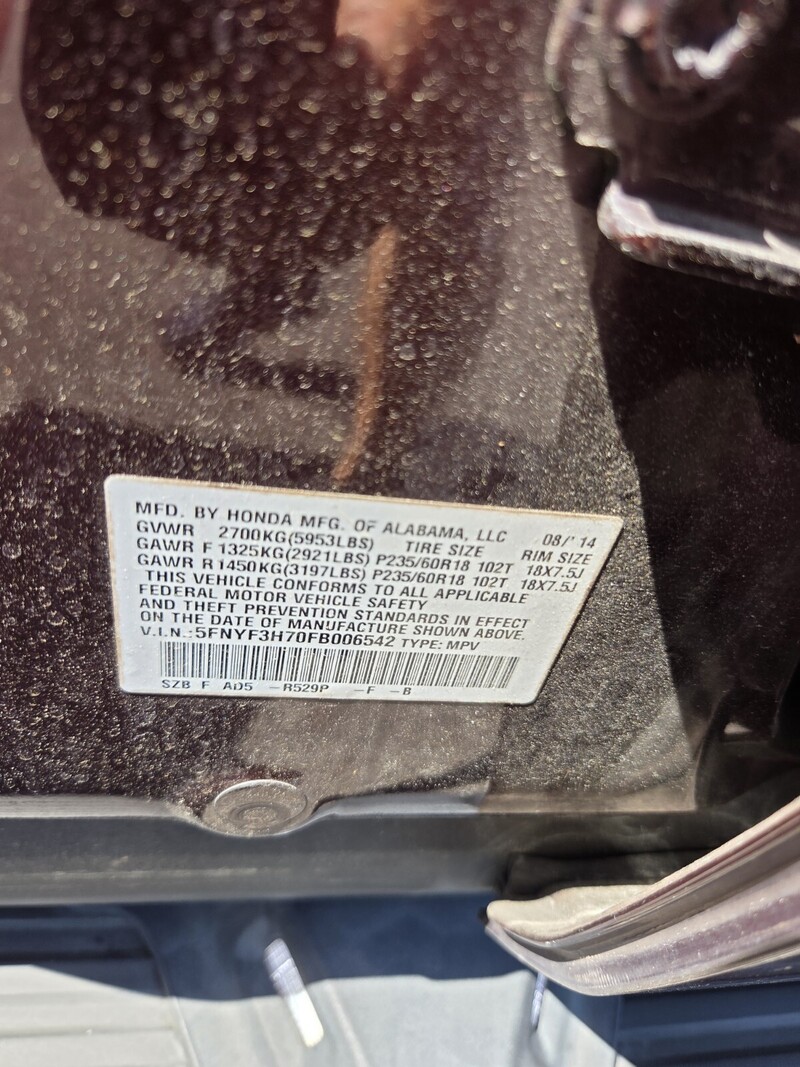 MFD. BY HONDA MFG. OF ALABAMA, LLC 08/' 14
GVWR 2700KG(5953LBS) TIRE SIZE RIM SIZE
GAWR F 1325KG(2921LBS) P235/60R18 102T 18X7.5J
GAWR R 1450KG(3197LBS) P235/60R18 102T 18X7.5J
THIS VEHICLE CONFORMS TO ALL APPLICABLE
FEDERAL MOTOR VEHICLE SAFETY
AND THEFT PREVENTION STANDARDS IN EFFECT
ON THE DATE OF MANUFACTURE SHOWN ABOVE.
V.I.N.: 5FNYF3H70FB006542 TYPE: MPV
SZB F AD5 -R529P -F -B